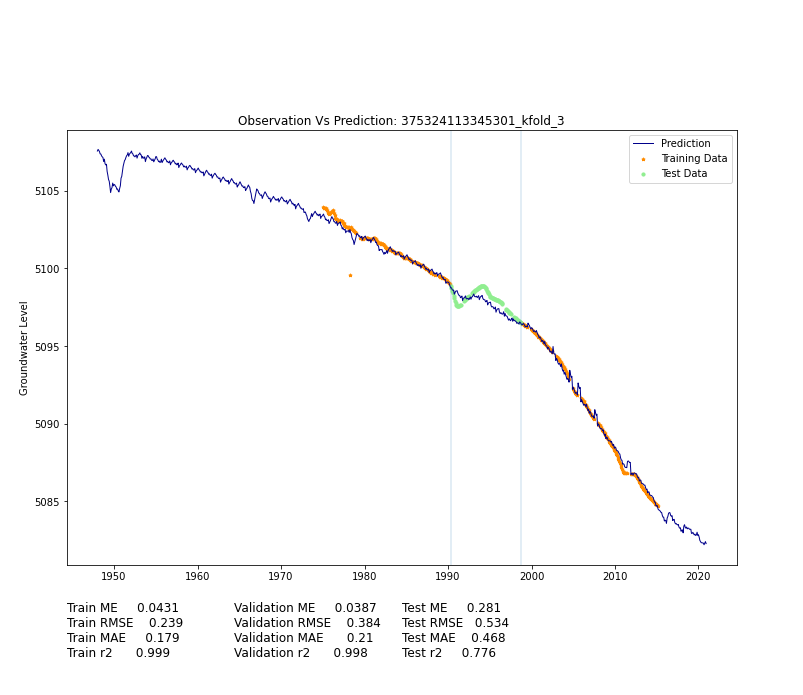 Observation Vs Prediction: 375324113345301_kfold_3
Prediction
Training Data
Test Data
Groundwater Level
5105
5100
5095
5090
5085
1950 1960 1970 1980 1990 2000 2010 2020
Train ME 0.0431 Validation ME 0.0387 Test ME 0.281
Train RMSE 0.239 Validation RMSE 0.384 Test RMSE 0.534
Train MAE 0.179 Validation MAE 0.21 Test MAE 0.468
Train r2 0.999 Validation r2 0.998 Test r2 0.776